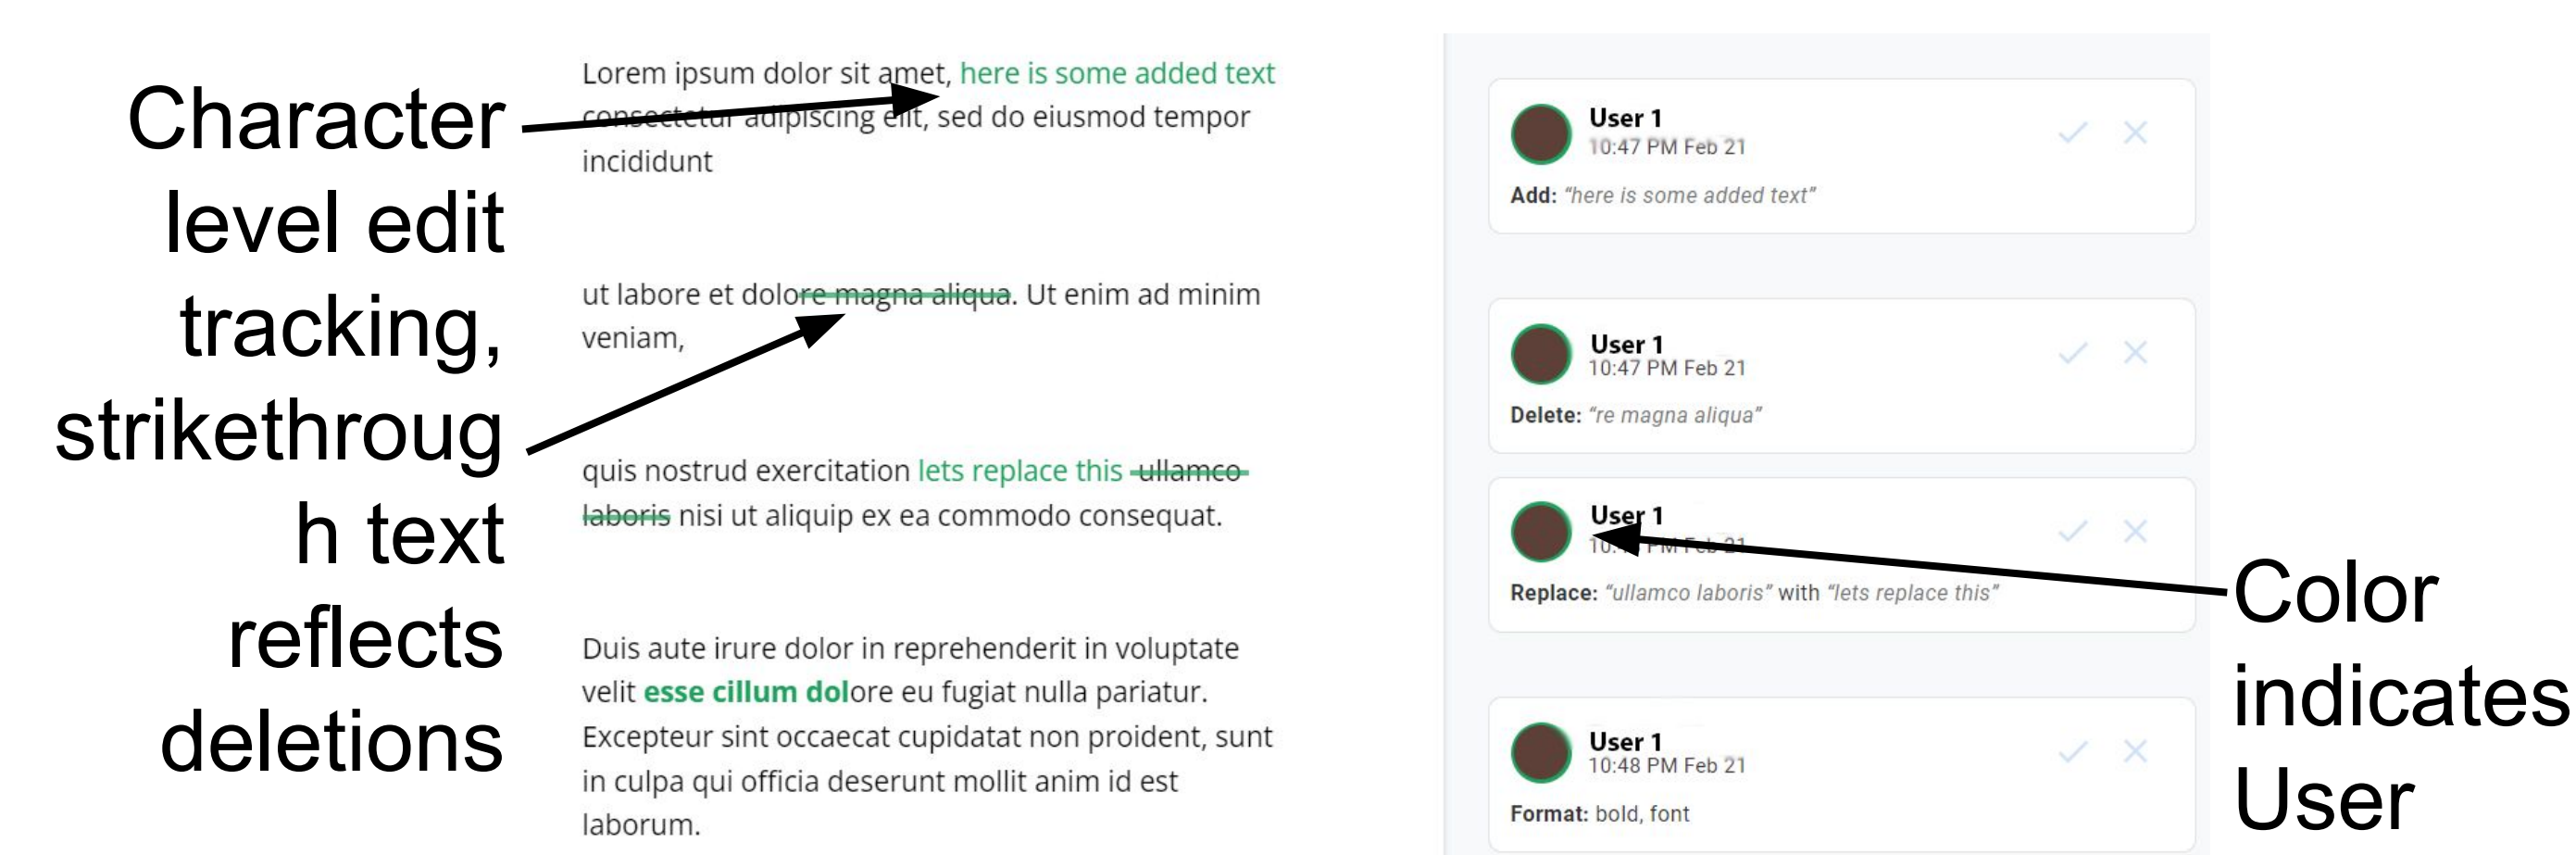 Character
level edit
tracking,
strikethroug
h text
reflects
deletions
Lorem ipsum dolor sit amet, here is some added text
consectetur adipiscing elit, sed do eiusmod tempor
incididunt
ut labore et dolore magna aliqua. Ut enim ad minim
veniam,
quis nostrud exercitation lets replace this ullamco
laboris nisi ut aliquip ex ea commodo consequat.
Duis aute irure dolor in reprehenderit in voluptate
velit esse cillum dolore eu fugiat nulla pariatur.
Excepteur sint occaecat cupidatat non proident, sunt
in culpa qui officia deserunt mollit anim id est
laborum.
User 1
10:47 PM Feb 21
Add: “here is some added text”
User 1
10:47 PM Feb 21
Delete: “re magna aliqua”
User 1
PM Feb 21
Replace: “ullamco laboris” with “lets replace this”
User 1
10:48 PM Feb 21
Format: bold, font
Color
indicates
User